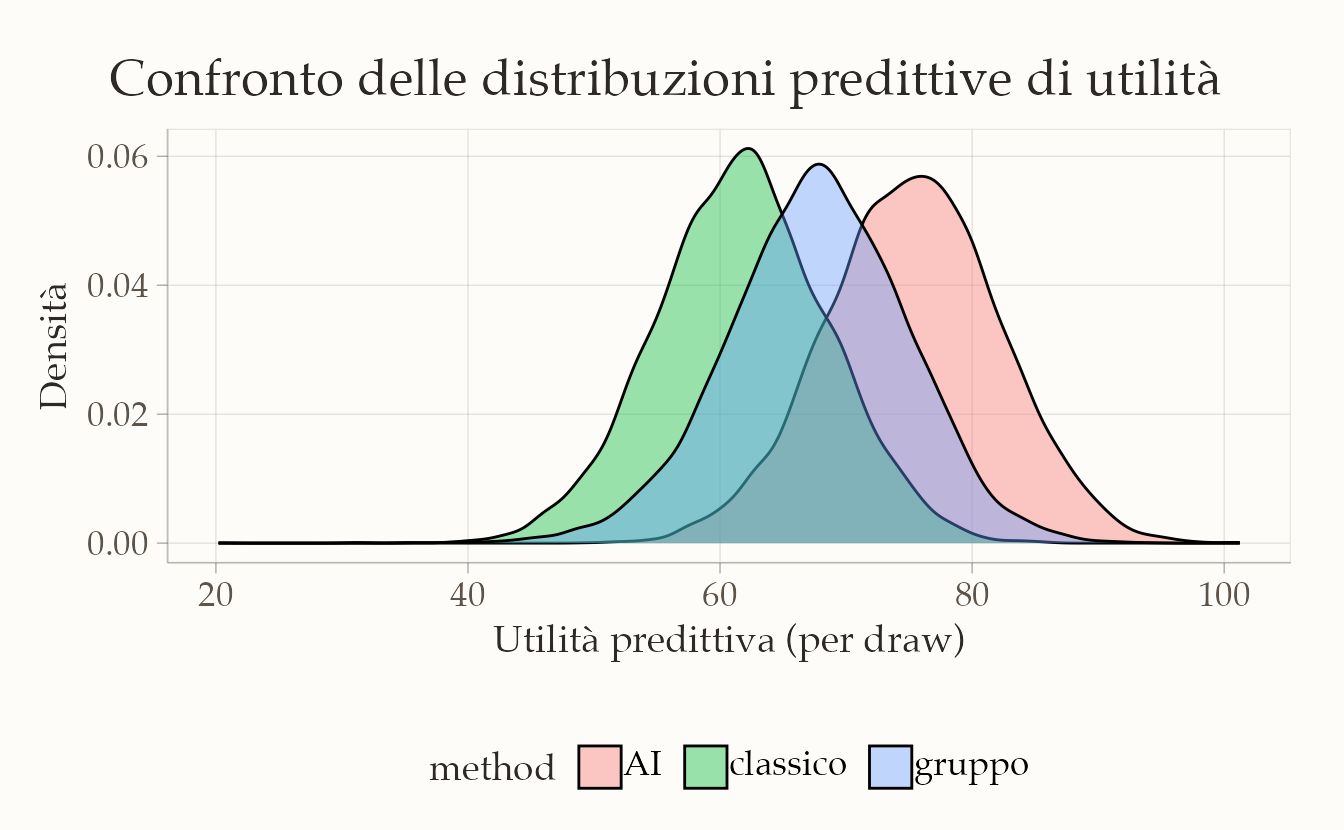 Confronto delle distribuzioni predittive di utilità
0.06
0.04
0.02
0.00
Densità
20 40 60 80 100
Utilità predittiva (per draw)
method AI classico gruppo